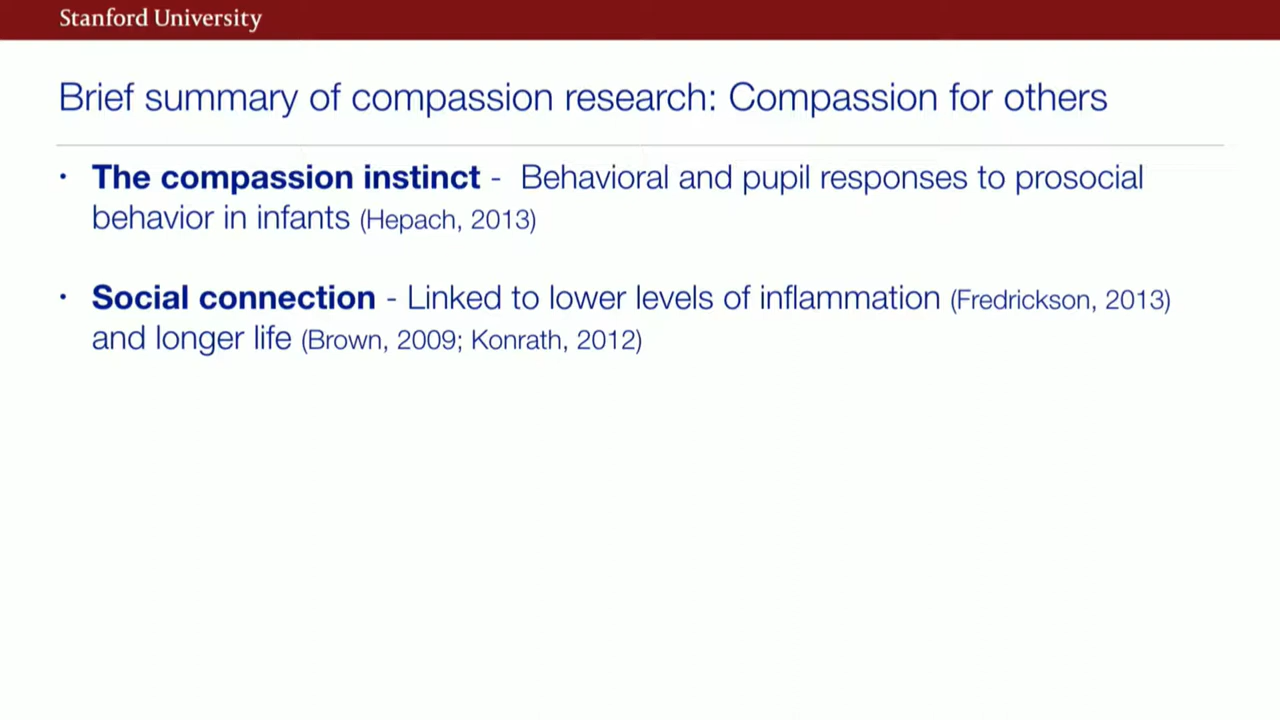 Stanford University
Brief summary of compassion research: Compassion for others
• The compassion instinct - Behavioral and pupil responses to prosocial
behavior in infants (Hepach, 2013)
• Social connection - Linked to lower levels of inflammation (Fredrickson, 2013)
and longer life (Brown, 2009; Konrath, 2012)